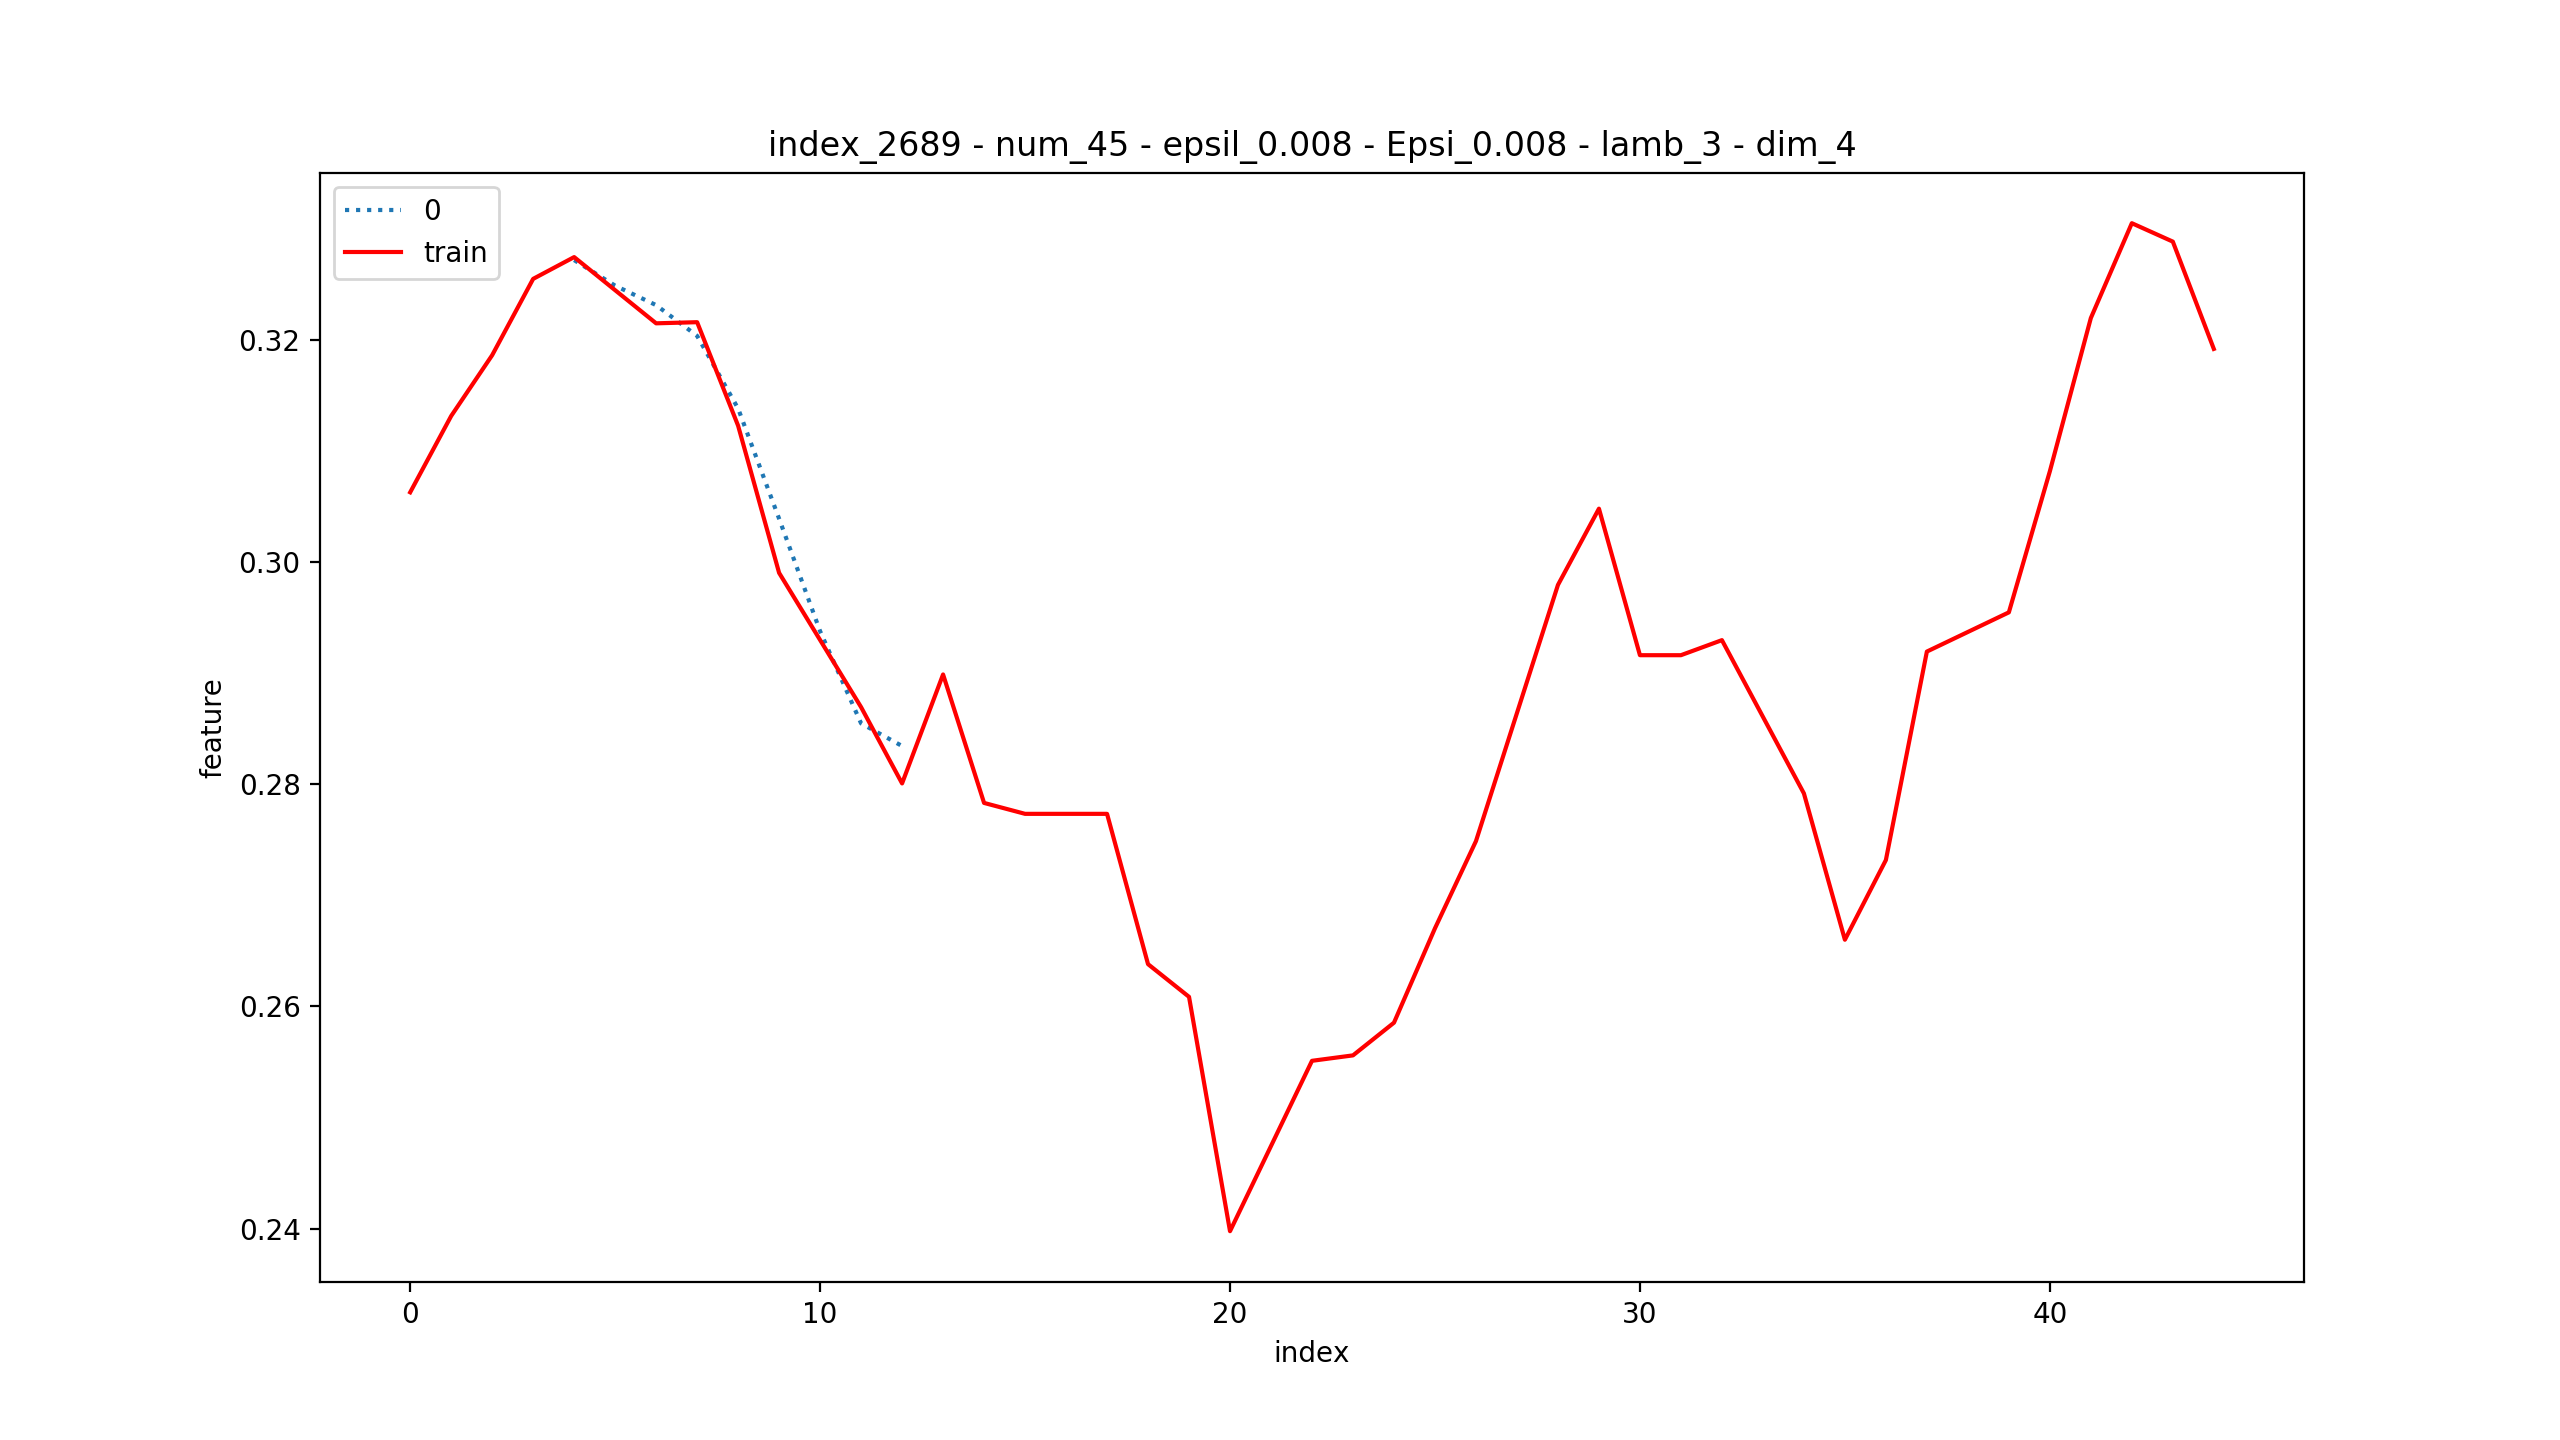 index_2689 - num_45 - epsil_0.008 - Epsi_0.008 - lamb_3 - dim_4
0
train
0.32
0.30
0.28
0.26
0.24
feature
0 10 20 30 40
index